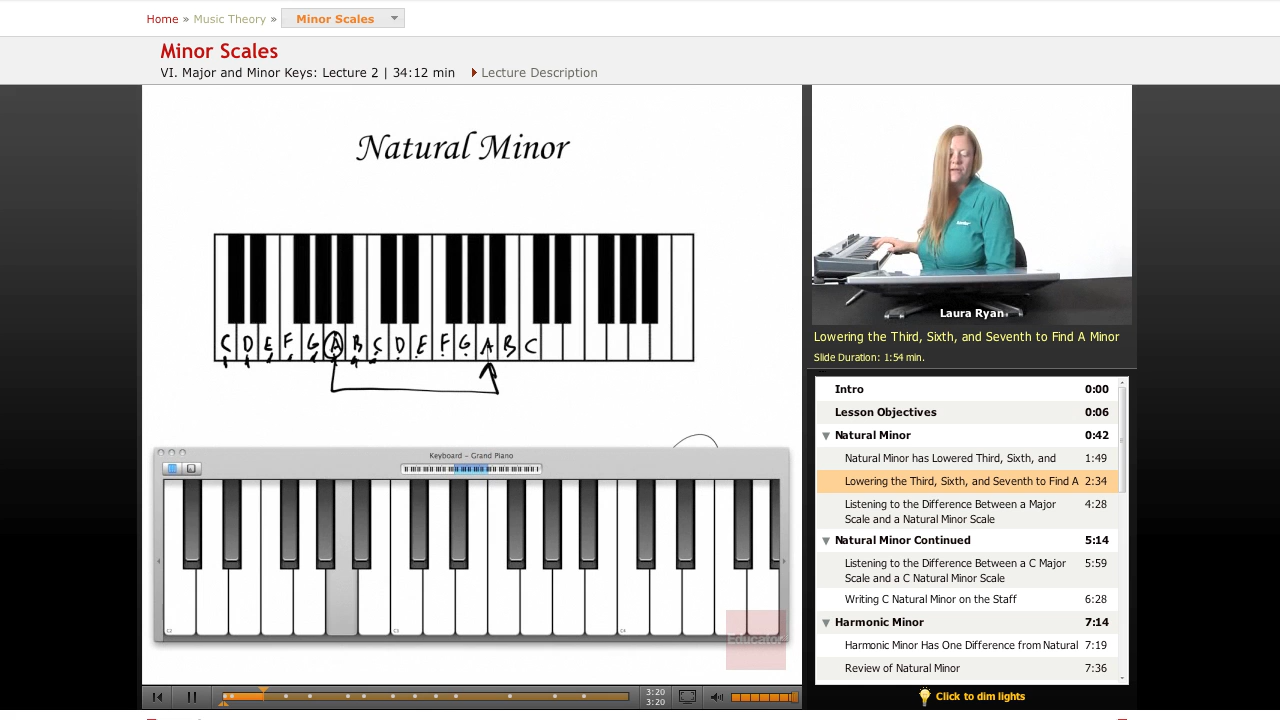 Home » Music Theory » Minor Scales
Minor Scales
VI. Major and Minor Keys: Lecture 2 | 34:12 min Lecture Description
Natural Minor
C D E F G A B C D E F G A B C
Keyboard – Grand Piano
C2 C3 C4
Educator
Laura Ryan
Lowering the Third, Sixth, and Seventh to Find A Minor
Slide Duration: 1:54 min.
Intro 0:00
Lesson Objectives 0:06
Natural Minor 0:42
Natural Minor has Lowered Third, Sixth, and 1:49
Lowering the Third, Sixth, and Seventh to Find A 2:34
Listening to the Difference Between a Major 4:28
Scale and a Natural Minor Scale
Natural Minor Continued 5:14
Listening to the Difference Between a C Major 5:59
Scale and a C Natural Minor Scale
Writing C Natural Minor on the Staff 6:28
Harmonic Minor 7:14
Harmonic Minor Has One Difference from Natural 7:19
Review of Natural Minor 7:36
3:20
3:20
Click to dim lights